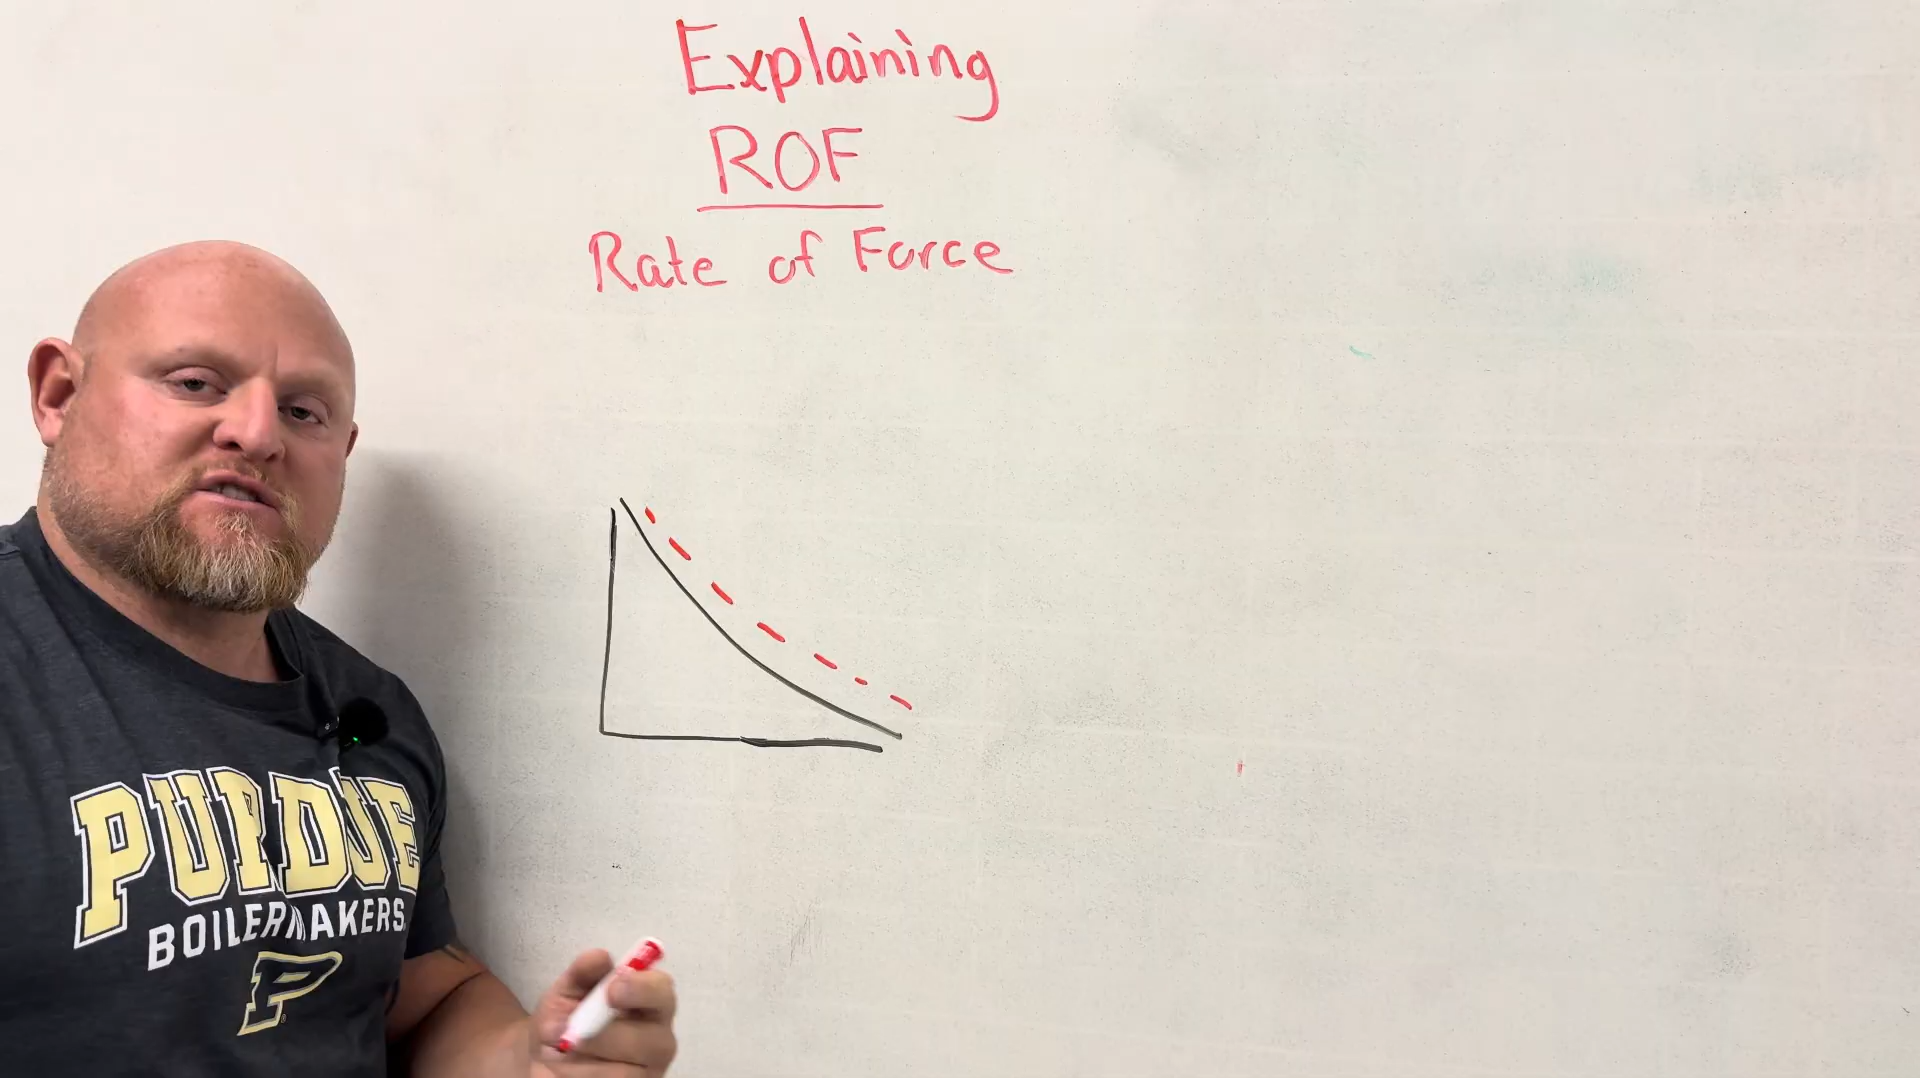 Explaining
ROF
Rate of Force
PURDUE
BOILERMAKERS
P